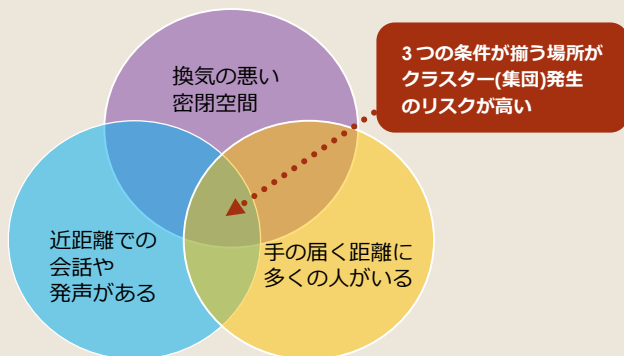 換気の悪い
密閉空間
3つの条件が揃う場所が
クラスター(集団)発生
のリスクが高い
近距離での
会話や
発声がある
手の届く距離に
多くの人がいる